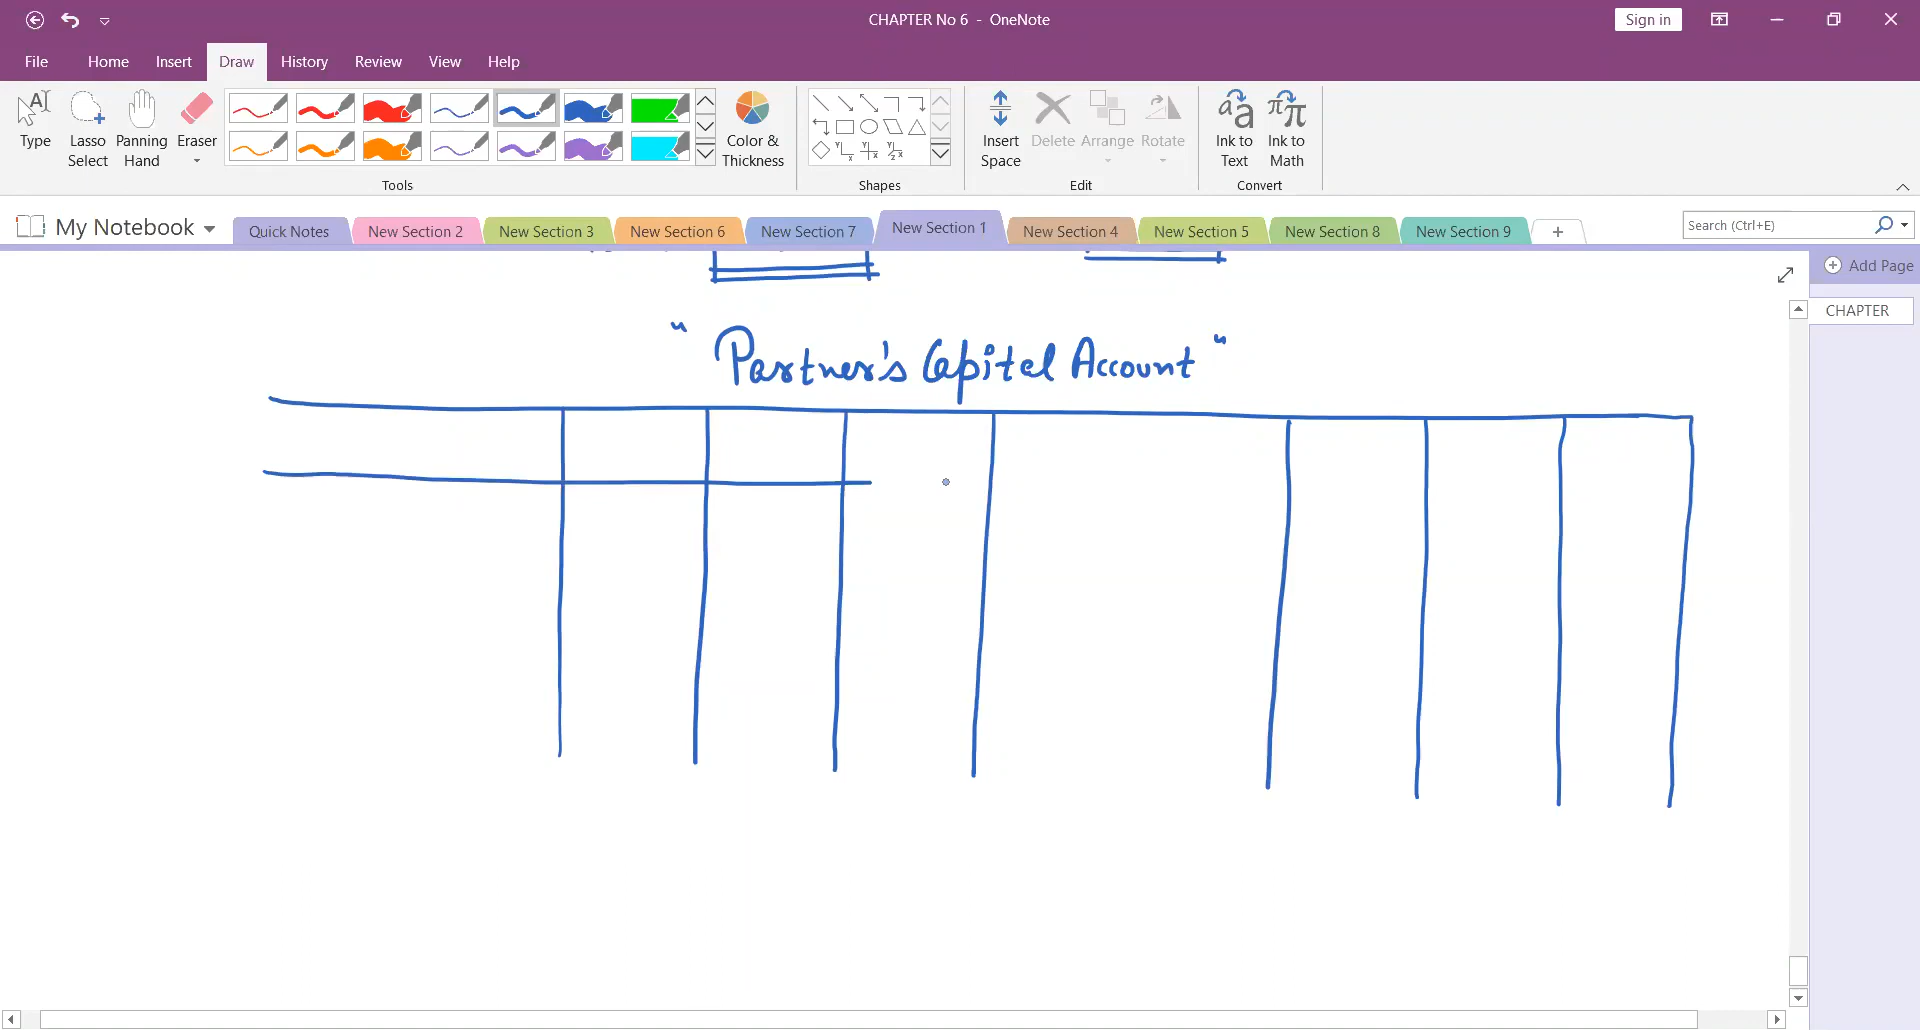 CHAPTER No 6 - OneNote
Sign in
File Home Insert Draw History Review View Help
Type
Lasso Select
Panning Hand
Eraser
Color & Thickness
Insert Space
Delete
Arrange
Rotate
Ink to Text
Ink to Math
Tools
Shapes
Edit
Convert
My Notebook
Quick Notes
New Section 2
New Section 3
New Section 6
New Section 7
New Section 1
New Section 4
New Section 5
New Section 8
New Section 9
Search (Ctrl+E)
Add Page
CHAPTER
"Partner's Capital Account"